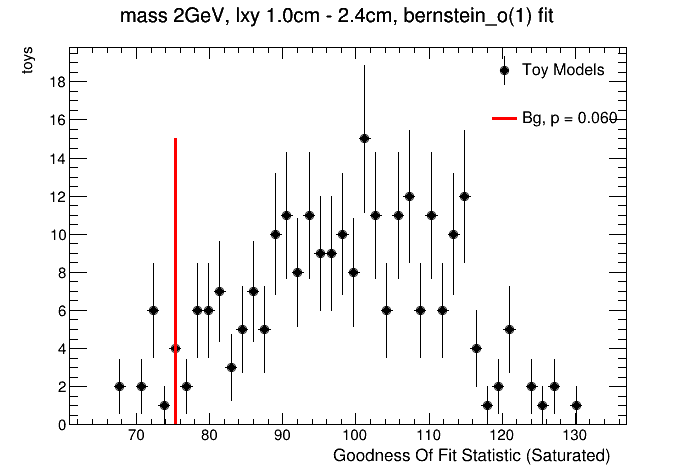 mass 2GeV, lxy 1.0cm - 2.4cm, bernstein_o(1) fit
toys
Toy Models
Bg, p = 0.060
18
16
14
12
10
8
6
4
2
0
70 80 90 100 110 120 130
Goodness Of Fit Statistic (Saturated)